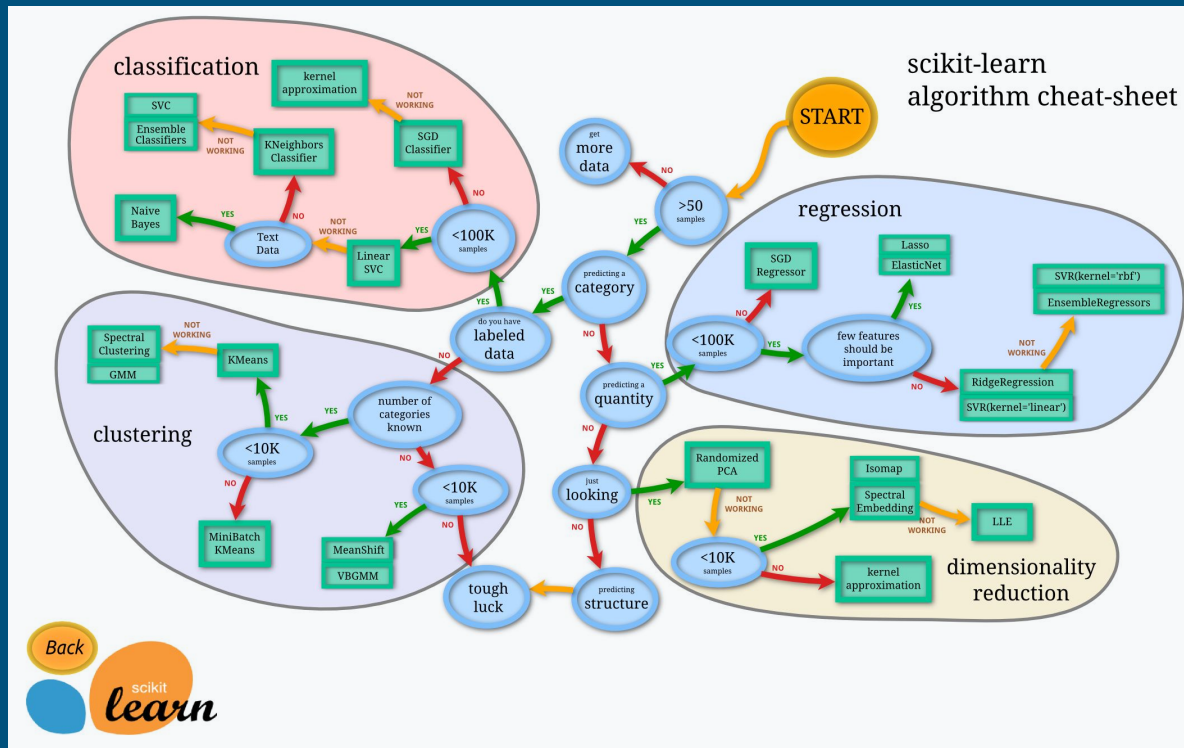 scikit-learn
algorithm cheat-sheet
START
classification
kernel
approximation
NOT
WORKING
SVC
Ensemble
Classifiers
NOT
WORKING
KNeighbors
Classifier
SGD
Classifier
NO
Naive
Bayes
YES
NO
Text
Data
NOT
WORKING
Linear
SVC
YES
<100K
samples
YES
get
more
data
NO
>50
samples
YES
predicting a
category
YES
NO
do you have
labeled
data
NO
predicting a
quantity
YES
NO
just
looking
YES
NO
predicting
structure
tough
luck
regression
SGD
Regressor
NO
<100K
samples
YES
Lasso
ElasticNet
YES
few features
should be
important
NO
SVR(kernel='rbf')
EnsembleRegressors
NOT
WORKING
RidgeRegression
SVR(kernel='linear')
clustering
Spectral
Clustering
GMM
NOT
WORKING
KMeans
YES
<10K
samples
NO
MiniBatch
KMeans
YES
number of
categories
known
NO
<10K
samples
YES
NO
MeanShift
VBGMM
dimensionality
reduction
Randomized
PCA
NOT
WORKING
<10K
samples
YES
NO
Isomap
Spectral
Embedding
NOT
WORKING
LLE
kernel
approximation
Back
scikit
learn